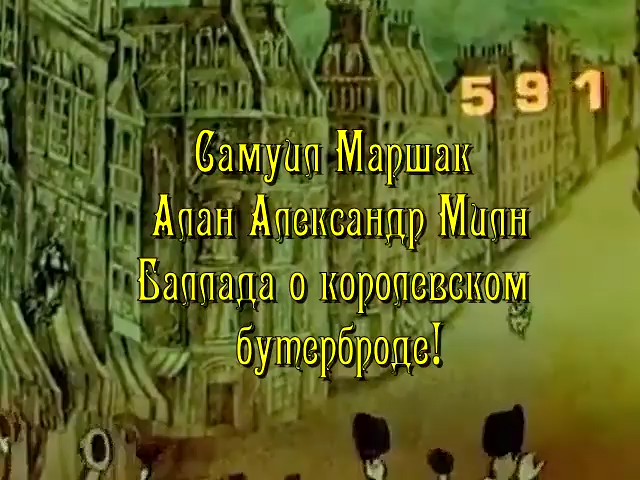 591
Самуил Маршак
Алан Александр Милн
Баллада о королевском
бутерброде!